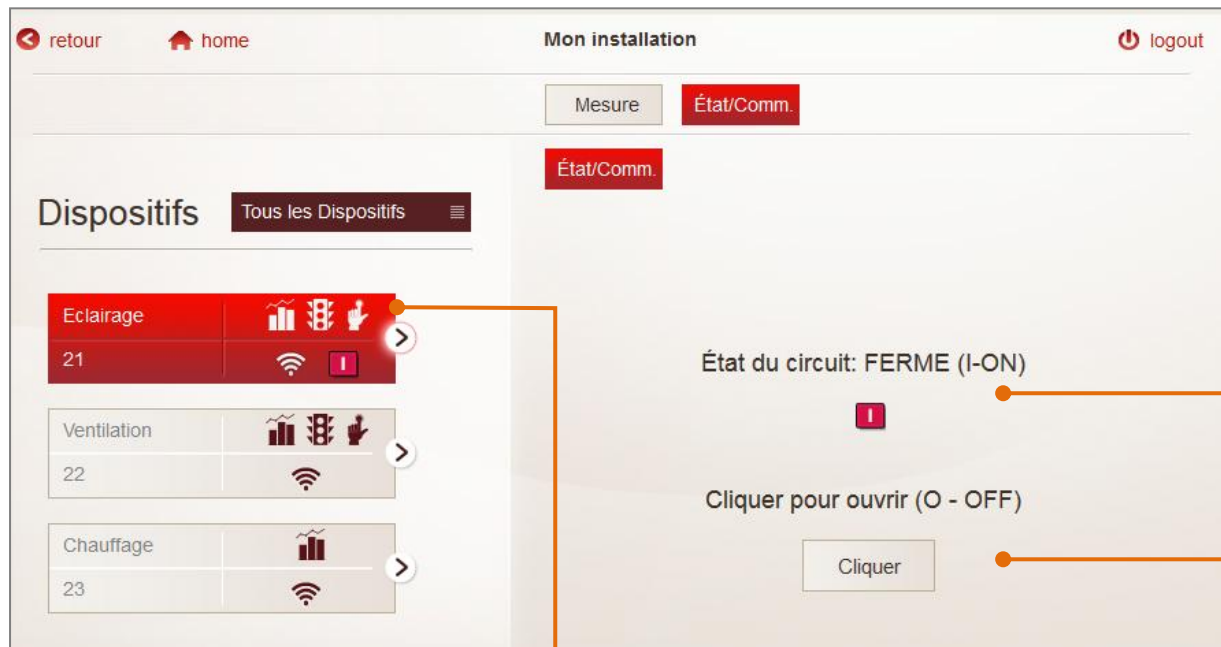 retour
home
Mon installation
logout
Mesure
État/Comm.
État/Comm.
Dispositifs
Tous les Dispositifs
Eclairage
21
I
Ventilation
22
Chauffage
23
État du circuit: FERME (I-ON)
I
Cliquer pour ouvrir (O - OFF)
Cliquer